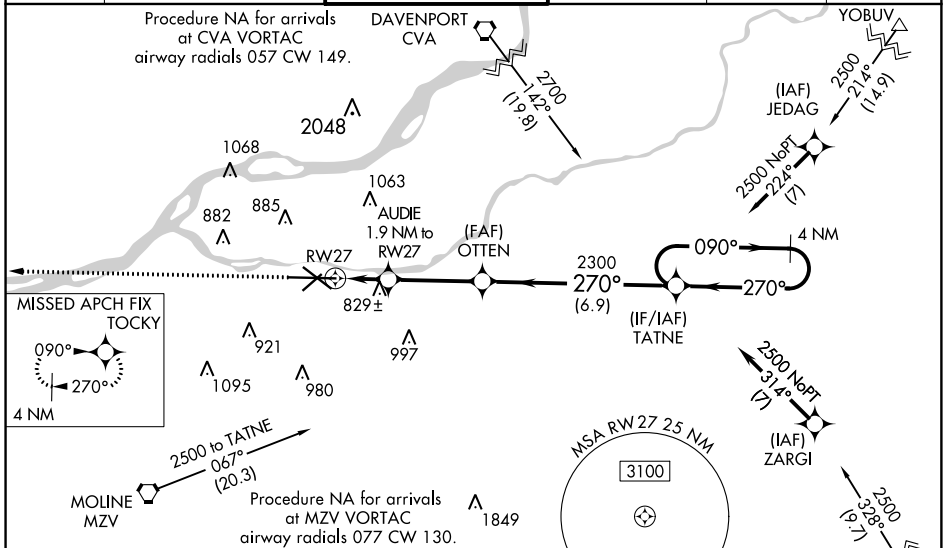 Procedure NA for arrivals
at CVA VORTAC
airway radials 057 CW 149.
DAVENPORT
CVA
2700
142°
(19.8)
YOBUV
2500
214°
(14.9)
(IAF)
JEDAG
2500 NoPT
224°
(7)
2048
1068
1063
885
882
AUDIE
1.9 NM to
RW27
(FAF)
OTTEN
RW27
829±
2300
270°
(6.9)
090°
4 NM
270°
(IF/IAF)
TATNE
MISSED APCH FIX
TOCKY
090°
270°
4 NM
921
1095
980
997
2500 NoPT
314°
(7)
(IAF)
ZARGI
2500 to TATNE
067°
(20.3)
MOLINE
MZV
Procedure NA for arrivals
at MZV VORTAC
airway radials 077 CW 130.
1849
MSA RW 27 25 NM
3100
2500
328°
(9.7)